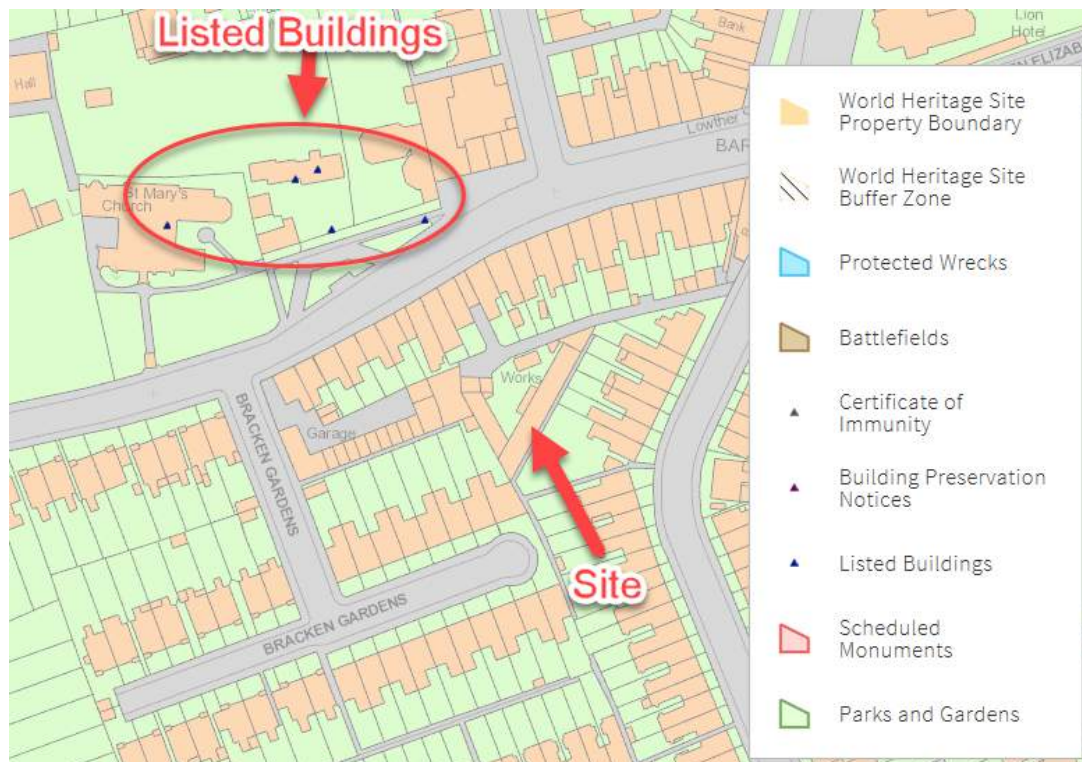 Listed Buildings
Hall
Bank
Lion
Hotel
Lowther
BAR
St Mary's
Church
Works
Garage
BRACKEN GARDENS
BRACKEN GARDENS
Site
World Heritage Site
Property Boundary
World Heritage Site
Buffer Zone
Protected Wrecks
Battlefields
Certificate of
Immunity
Building Preservation
Notices
Listed Buildings
Scheduled
Monuments
Parks and Gardens